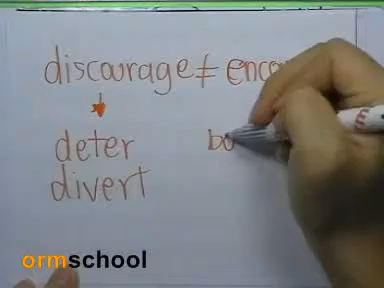 discourage ≠ enco
deter bo
divert
ormschool